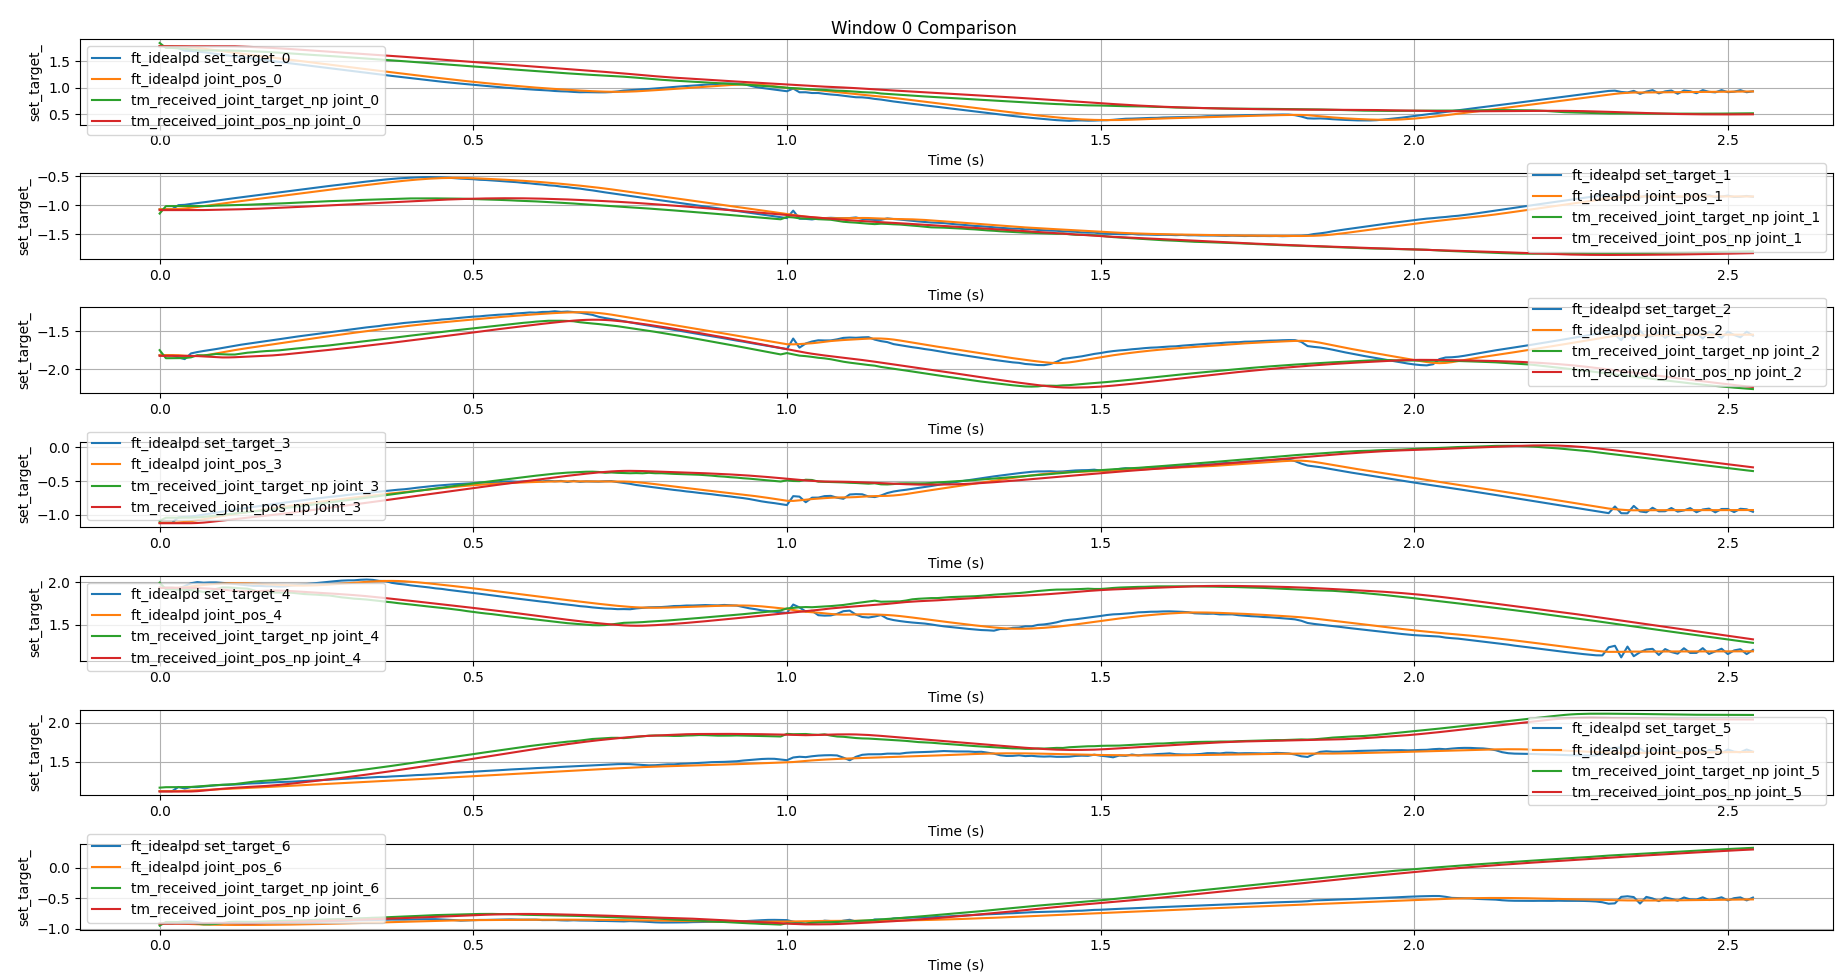 Window 0 Comparison
set_target_
1.5
1.0
0.5
ft_idealpd set_target_0
ft_idealpd joint_pos_0
tm_received_joint_target_np joint_0
tm_received_joint_pos_np joint_0
0.0 0.5 1.0 1.5 2.0 2.5
Time (s)
set_target_
−0.5
−1.0
−1.5
ft_idealpd set_target_1
ft_idealpd joint_pos_1
tm_received_joint_target_np joint_1
tm_received_joint_pos_np joint_1
0.0 0.5 1.0 1.5 2.0 2.5
Time (s)
set_target_
−1.5
−2.0
ft_idealpd set_target_2
ft_idealpd joint_pos_2
tm_received_joint_target_np joint_2
tm_received_joint_pos_np joint_2
0.0 0.5 1.0 1.5 2.0 2.5
Time (s)
set_target_
0.0
−0.5
−1.0
ft_idealpd set_target_3
ft_idealpd joint_pos_3
tm_received_joint_target_np joint_3
tm_received_joint_pos_np joint_3
0.0 0.5 1.0 1.5 2.0 2.5
Time (s)
set_target_
2.0
1.5
ft_idealpd set_target_4
ft_idealpd joint_pos_4
tm_received_joint_target_np joint_4
tm_received_joint_pos_np joint_4
0.0 0.5 1.0 1.5 2.0 2.5
Time (s)
set_target_
2.0
1.5
ft_idealpd set_target_5
ft_idealpd joint_pos_5
tm_received_joint_target_np joint_5
tm_received_joint_pos_np joint_5
0.0 0.5 1.0 1.5 2.0 2.5
Time (s)
set_target_
0.0
−0.5
−1.0
ft_idealpd set_target_6
ft_idealpd joint_pos_6
tm_received_joint_target_np joint_6
tm_received_joint_pos_np joint_6
0.0 0.5 1.0 1.5 2.0 2.5
Time (s)